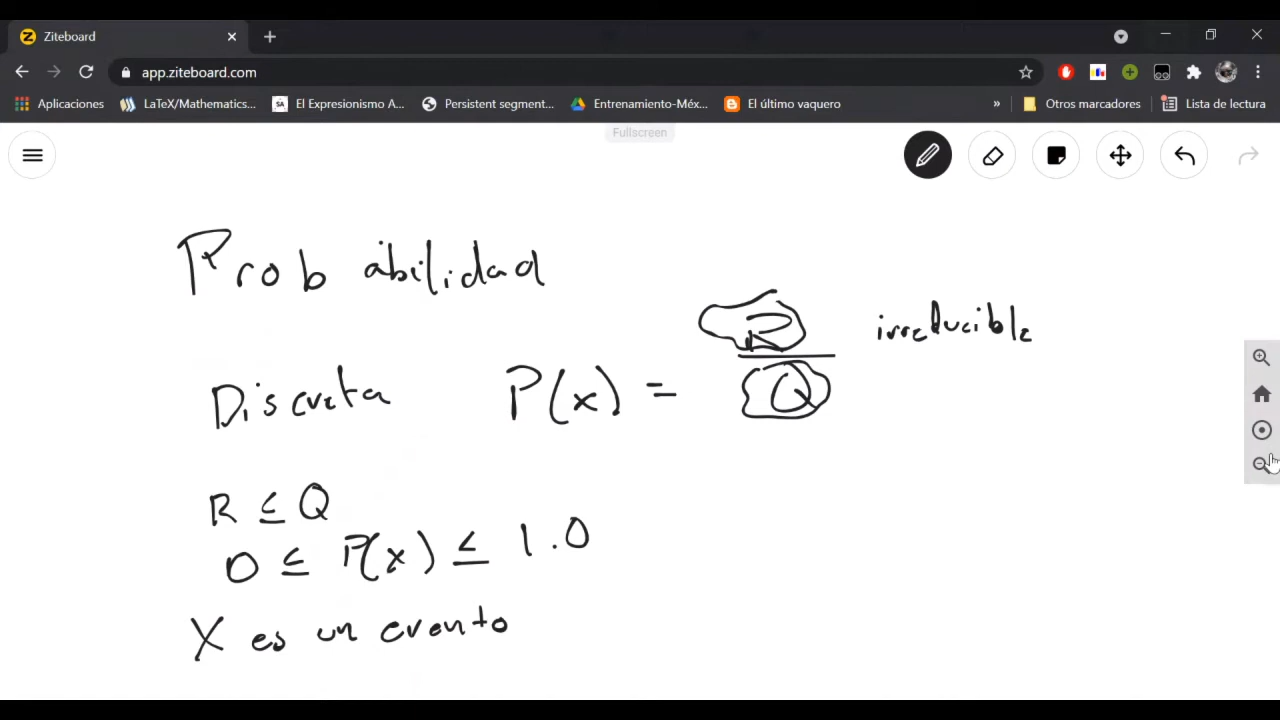 Ziteboard
app.ziteboard.com
Aplicaciones
LaTeX/Mathematics...
SA
El Expresionismo A...
Persistent segment...
Entrenamiento-Méx...
El último vaquero
»
Otros marcadores
Lista de lectura
Fullscreen
Probabilidad
R
irreducible
Discreta P(x) =
Q
R ≤ Q
0 ≤ P(x) ≤ 1.0
X es un evento